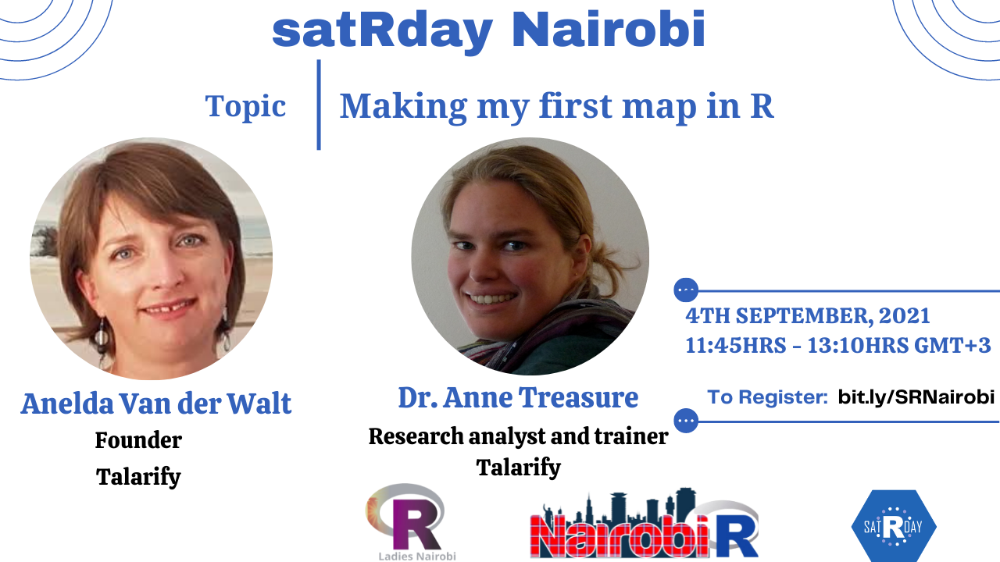 satRday Nairobi
Topic
Making my first map in R
Anelda Van der Walt
Founder
Talarify
Dr. Anne Treasure
Research analyst and trainer
Talarify
4TH SEPTEMBER, 2021
11:45HRS - 13:10HRS GMT+3
To Register: bit.ly/SRNairobi
R
Ladies Nairobi
Nairobi R
SATRDAY